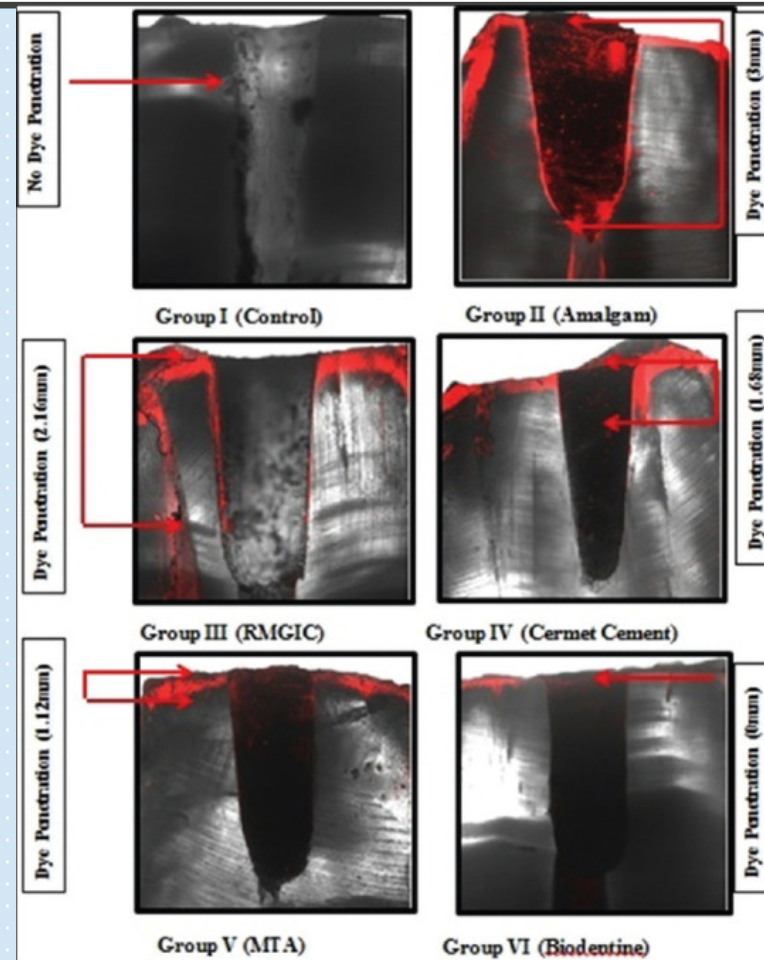 No Dye Penetration
Dye Penetration (3mm)
Group I (Control)
Group II (Amalgam)
Dye Penetration (2.16mm)
Dye Penetration (1.68mm)
Group III (RMGIC)
Group IV (Cermet Cement)
Dye Penetration (1.12mm)
Dye Penetration (0mm)
Group V (MTA)
Group VI (Biodentine)